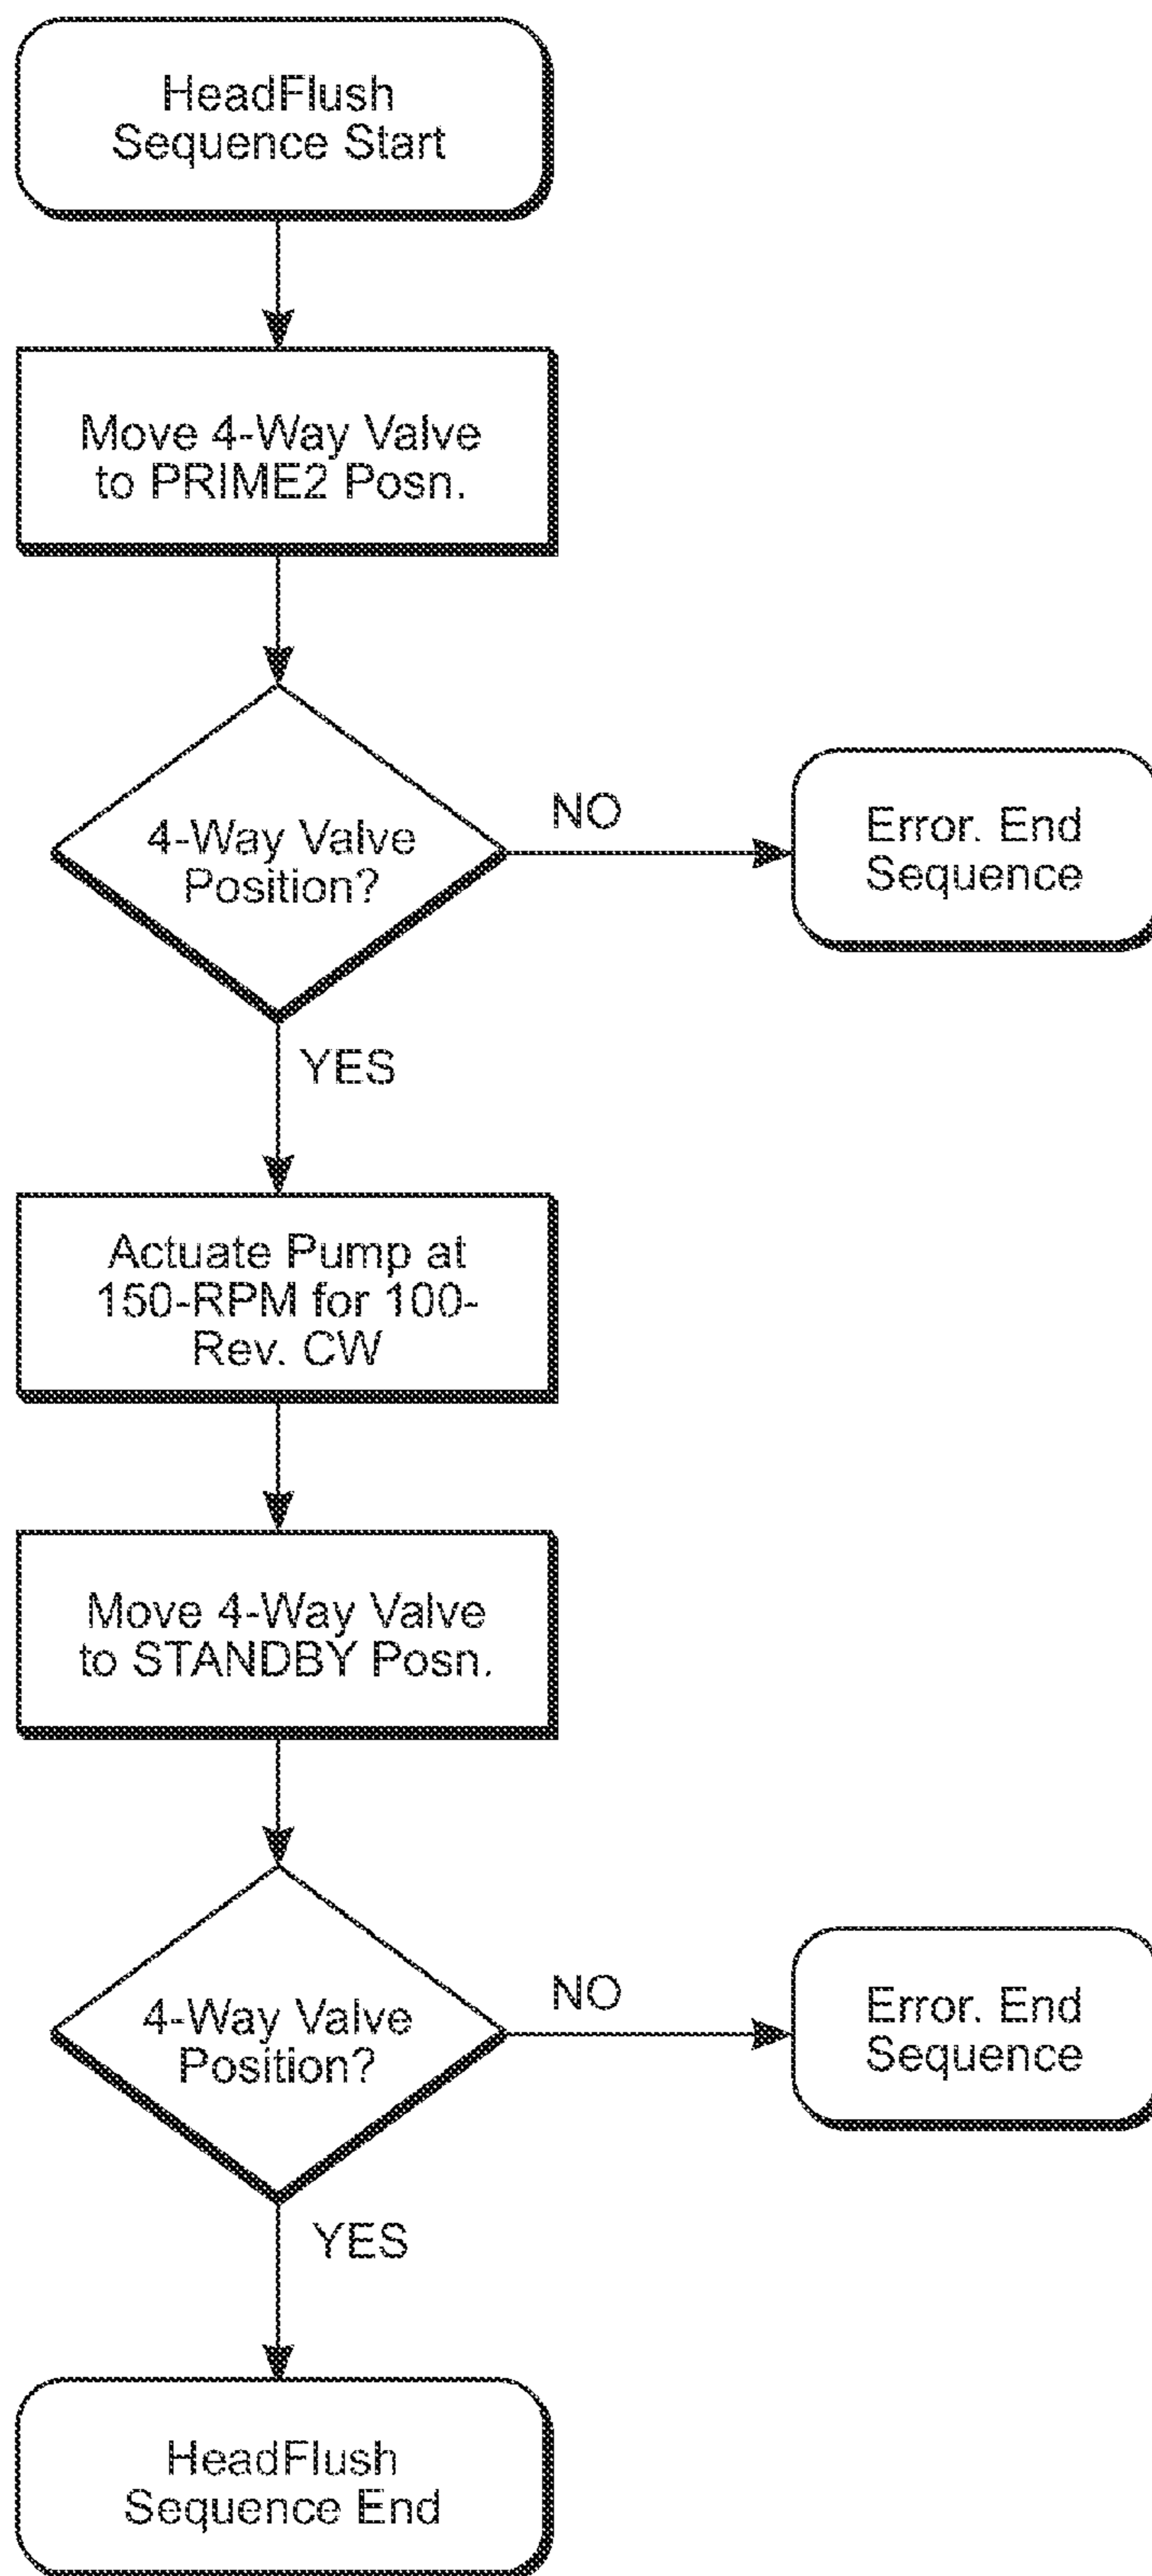 HeadFlush
Sequence Start
Move 4-Way Valve
to PRIME2 Posn.
4-Way Valve
Position?
NO
Error. End
Sequence
YES
Actuate Pump at
150-RPM for 100-
Rev. CW
Move 4-Way Valve
to STANDBY Posn.
4-Way Valve
Position?
NO
Error. End
Sequence
YES
HeadFlush
Sequence End